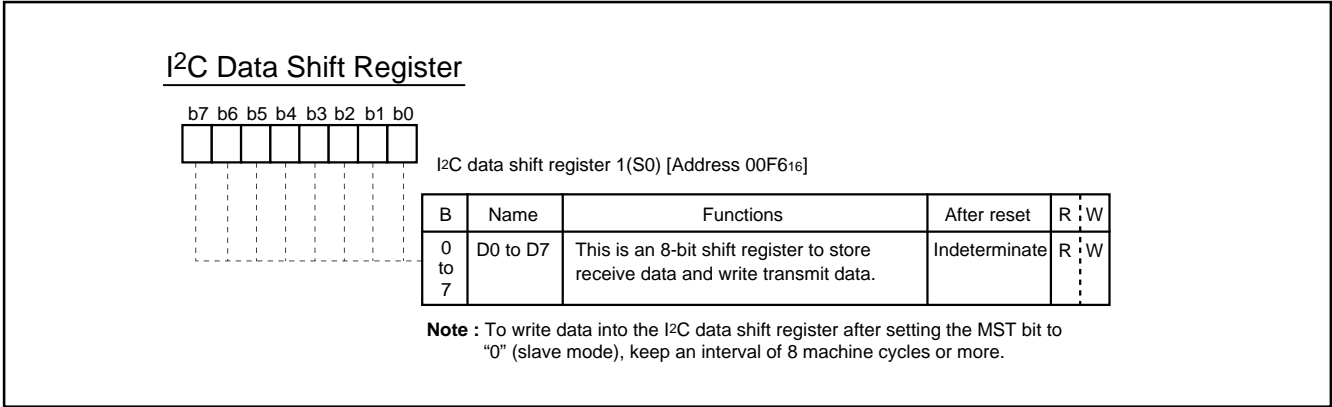 I2C Data Shift Register
b7 b6 b5 b4 b3 b2 b1 b0
I2C data shift register 1(S0) [Address 00F616]
B Name Functions After reset R W
0 to 7 D0 to D7 This is an 8-bit shift register to store receive data and write transmit data. Indeterminate R W
Note : To write data into the I2C data shift register after setting the MST bit to
“0” (slave mode), keep an interval of 8 machine cycles or more.